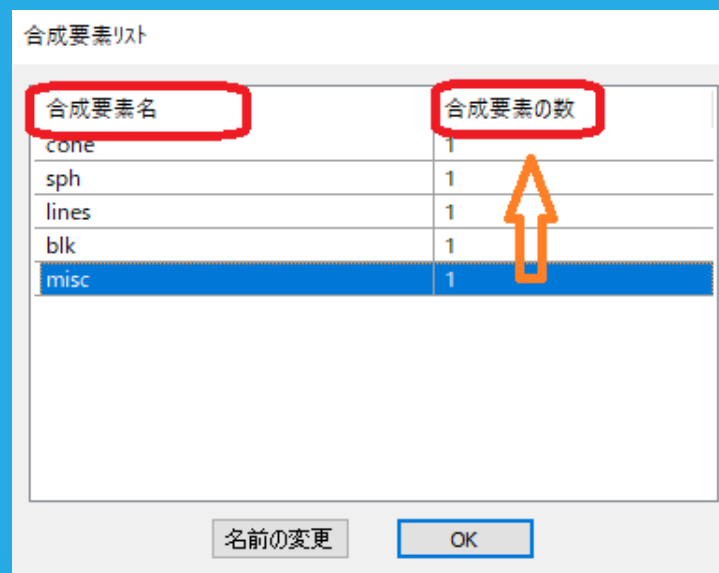 合成要素リスト
合成要素名 合成要素の数
cone 1
sph 1
lines 1
blk 1
misc 1
名前の変更 OK